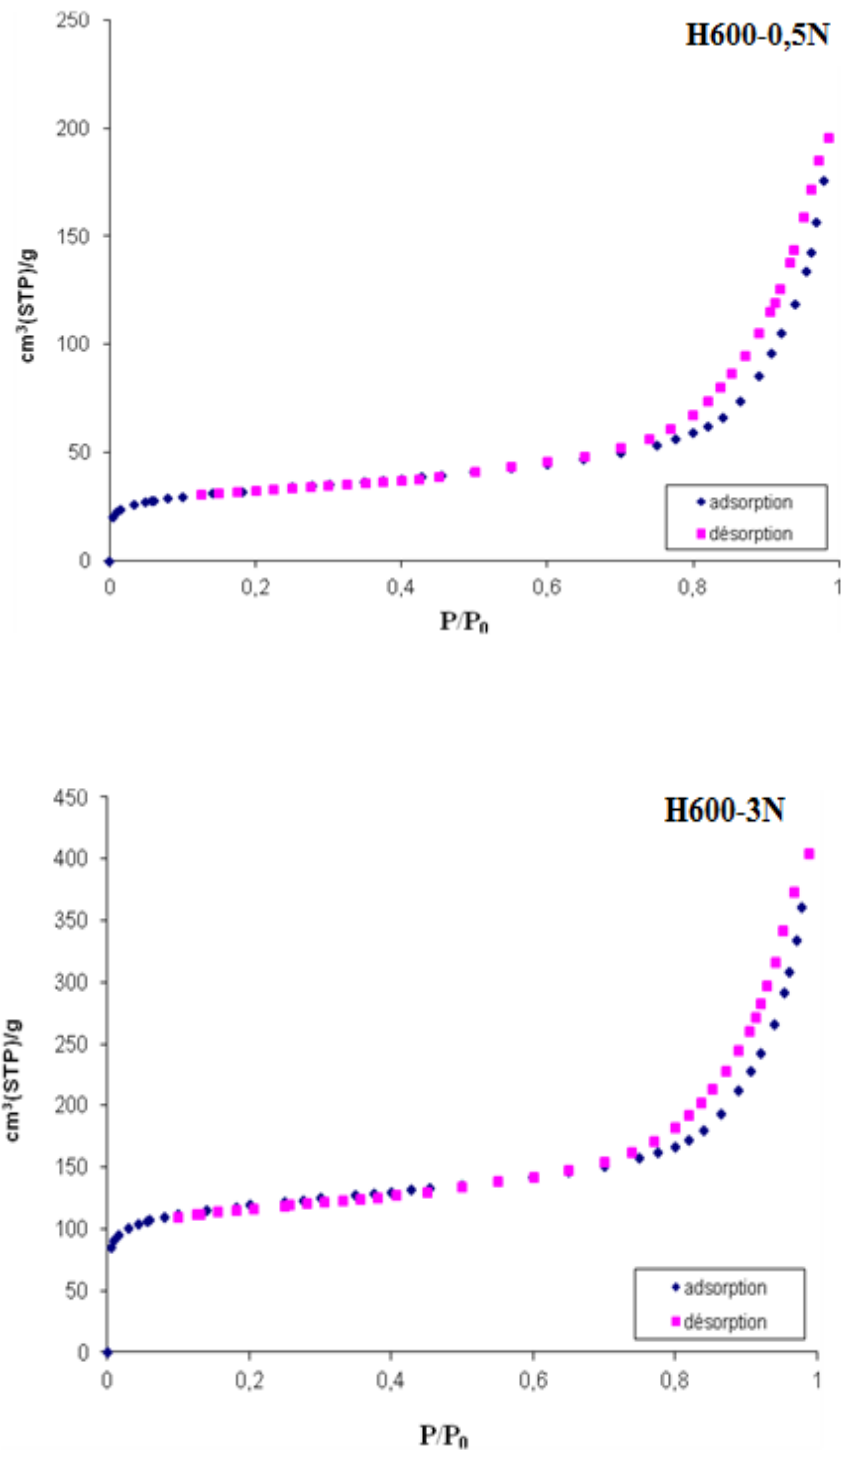 H600-0,5N
250
200
150
100
50
0
cm³(STP)/g
adsorption
désorption
0 0,2 0,4 0,6 0,8 1
P/P₀
H600-3N
450
400
350
300
250
200
150
100
50
0
cm³(STP)/g
adsorption
désorption
0 0,2 0,4 0,6 0,8 1
P/P₀